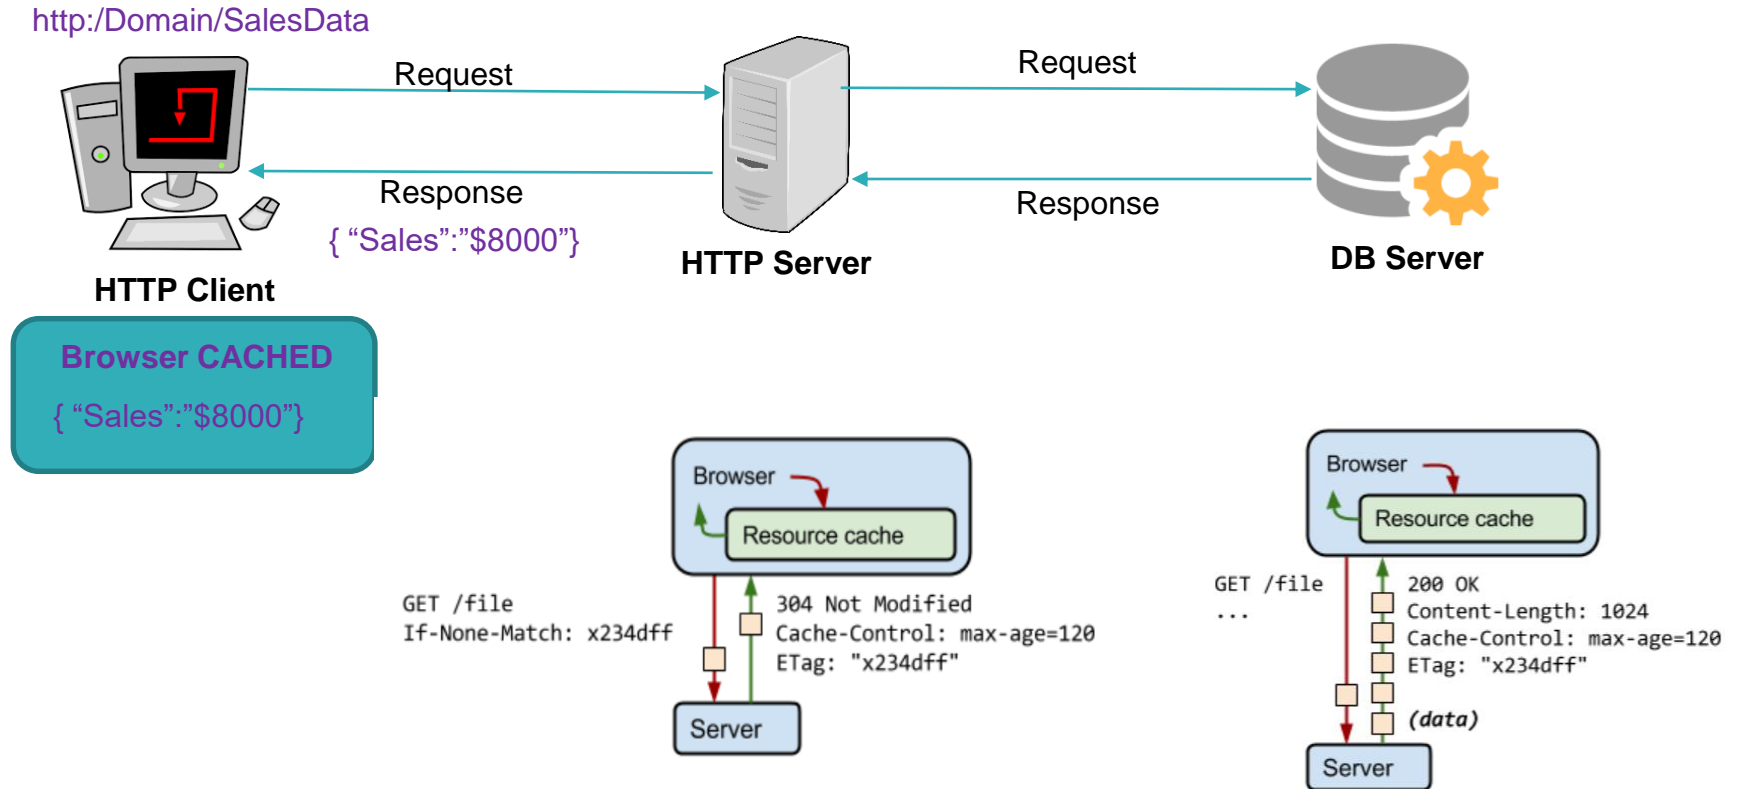 http:/Domain/SalesData
Request
Request
Response
Response
{ “Sales”:”$8000”}
HTTP Server
DB Server
HTTP Client
Browser CACHED
{ “Sales”:”$8000”}
Browser
Resource cache
GET /file
If-None-Match: x234dff
304 Not Modified
Cache-Control: max-age=120
ETag: "x234dff"
Server
Browser
Resource cache
GET /file
...
200 OK
Content-Length: 1024
Cache-Control: max-age=120
ETag: "x234dff"
(data)
Server